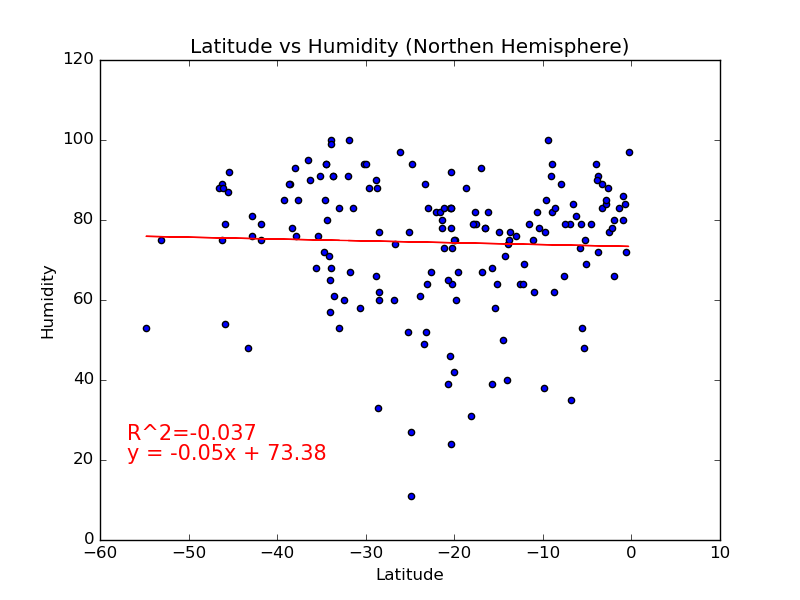 Latitude vs Humidity (Northen Hemisphere)
120
100
80
60
40
20
0
Humidity
R^2=-0.037
y = -0.05x + 73.38
−60 −50 −40 −30 −20 −10 0 10
Latitude